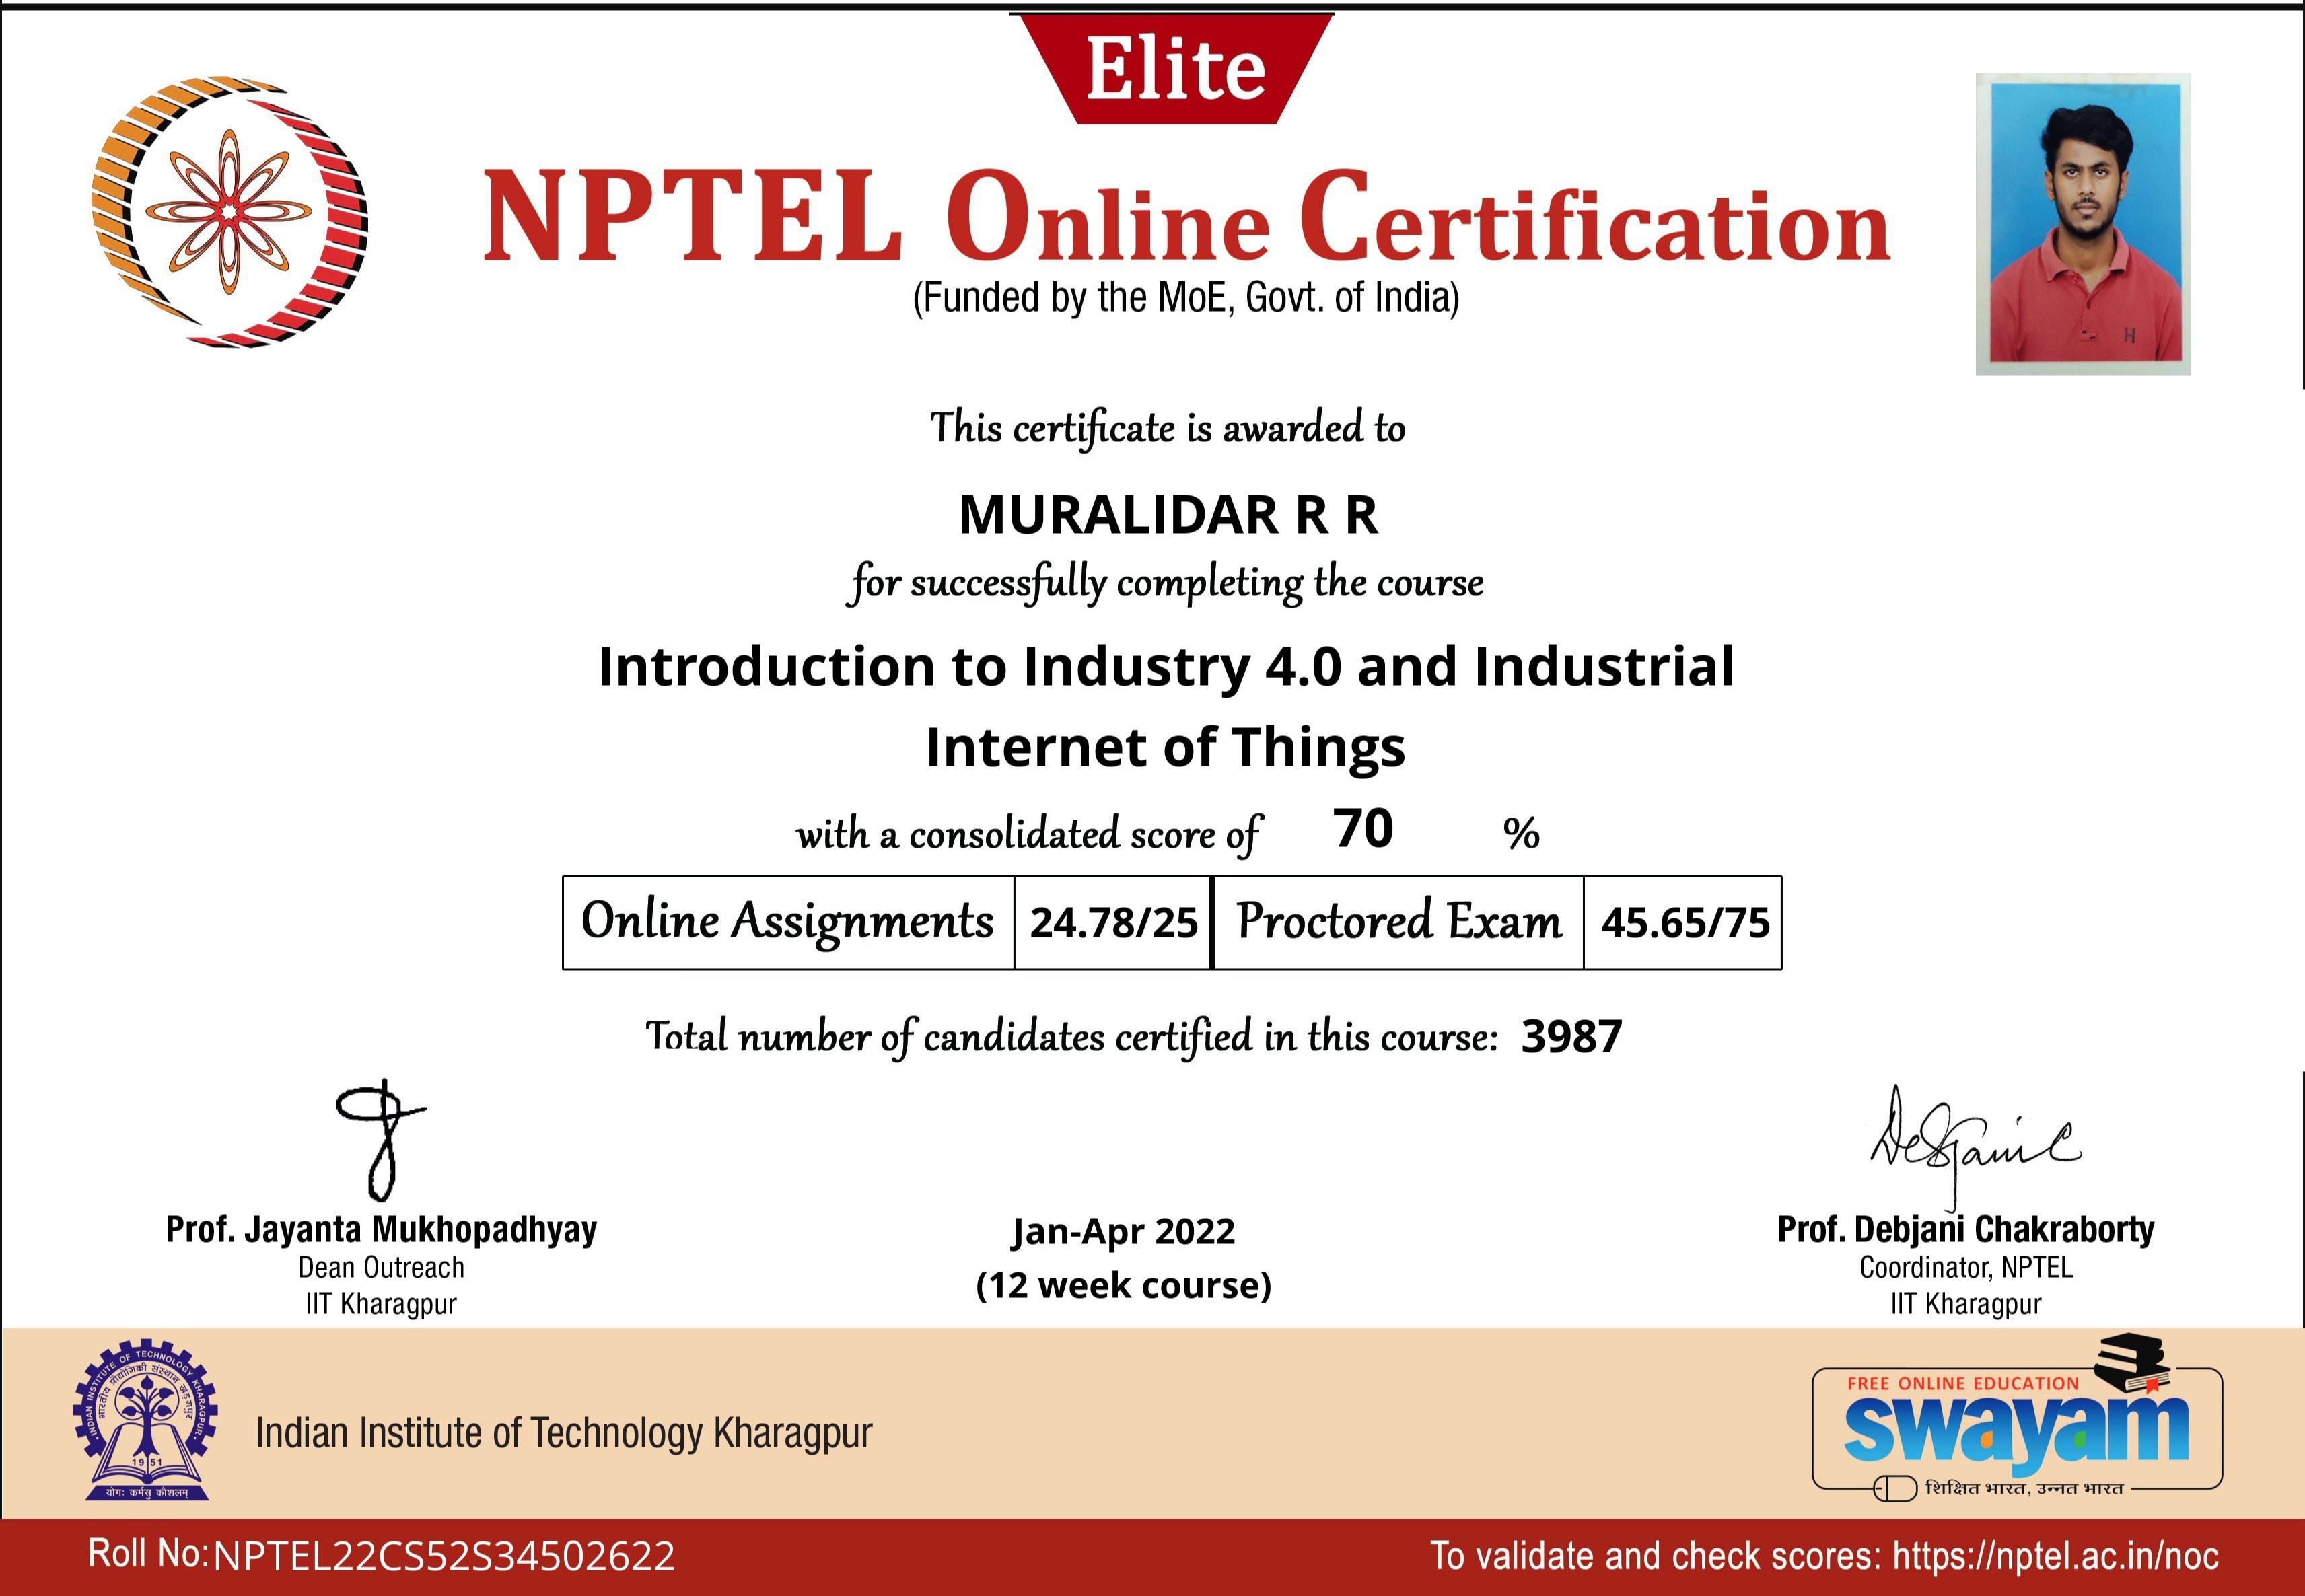 Elite
NPTEL Online Certification
(Funded by the MoE, Govt. of India)
H
This certificate is awarded to
MURALIDAR R R
for successfully completing the course
Introduction to Industry 4.0 and Industrial
Internet of Things
with a consolidated score of 70 %
Online Assignments 24.78/25 Proctored Exam 45.65/75
Total number of candidates certified in this course: 3987
Prof. Jayanta Mukhopadhyay
Dean Outreach
IIT Kharagpur
Jan-Apr 2022
(12 week course)
Debjani C
Prof. Debjani Chakraborty
Coordinator, NPTEL
IIT Kharagpur
INDIAN INSTITUTE OF TECHNOLOGY KHARAGPUR
भारतीय प्रौद्योगिकी संस्थान खड़गपुर
1951
योगः कर्मसु कौशलम्
Indian Institute of Technology Kharagpur
FREE ONLINE EDUCATION
swayam
शिक्षित भारत, उन्नत भारत
Roll No: NPTEL22CS52S34502622
To validate and check scores: https://nptel.ac.in/noc